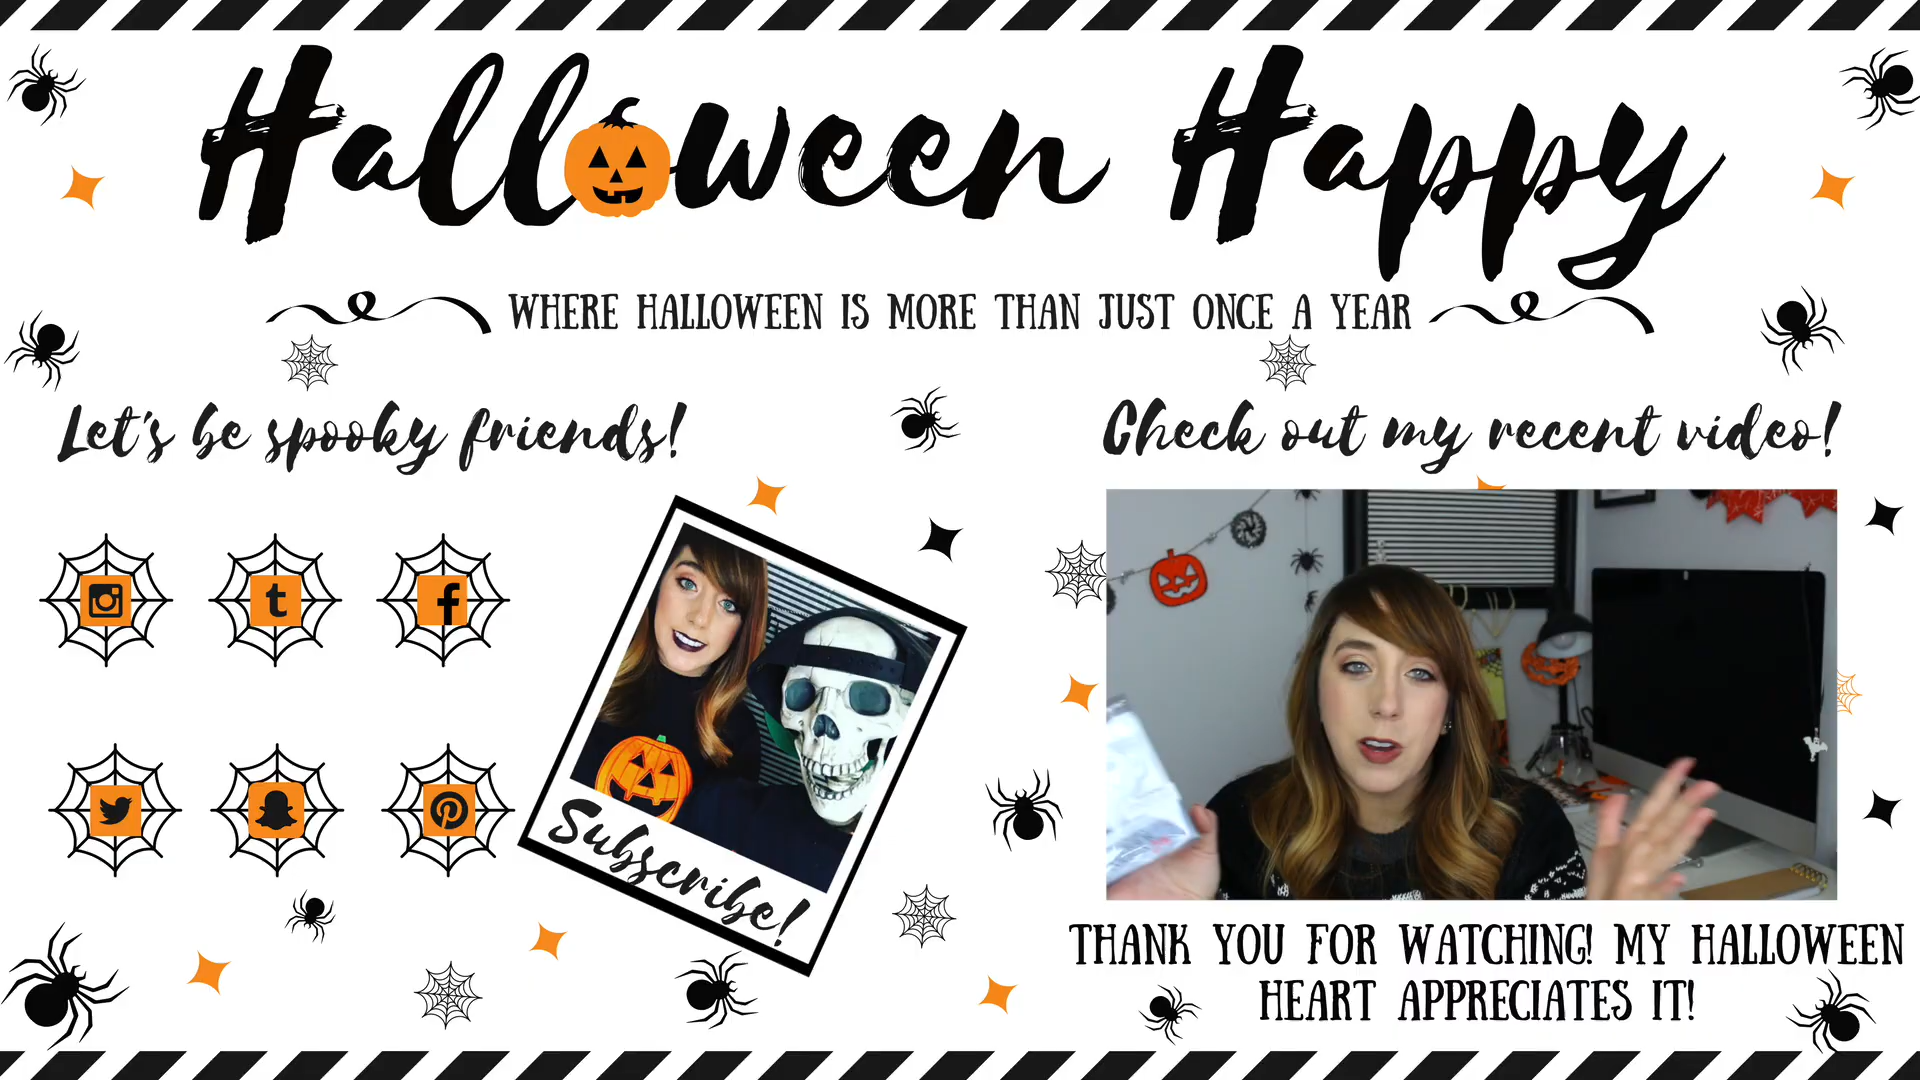 Halloween Happy
WHERE HALLOWEEN IS MORE THAN JUST ONCE A YEAR
Let's be spooky friends!
Check out my recent video!
t f
Subscribe!
THANK YOU FOR WATCHING! MY HALLOWEEN
HEART APPRECIATES IT!